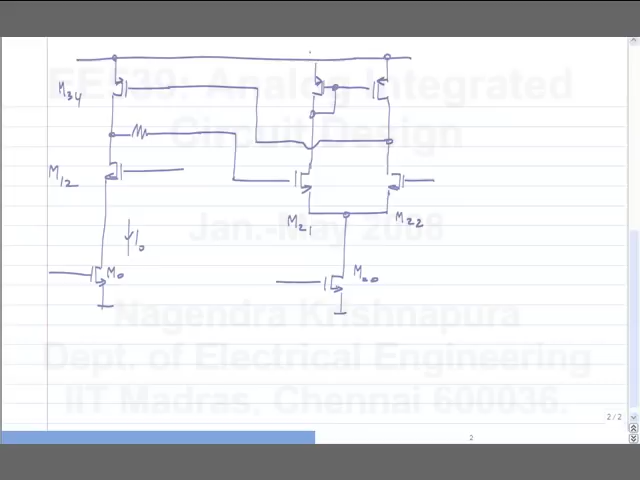 EE539: Analog Integrated
Circuit Design
M34
M12
Jan.-May 2008
M21
M22
I0
M0
M00
Nagendra Krishnapura
Dept. of Electrical Engineering
IIT Madras, Chennai 600036.
2 / 2
2